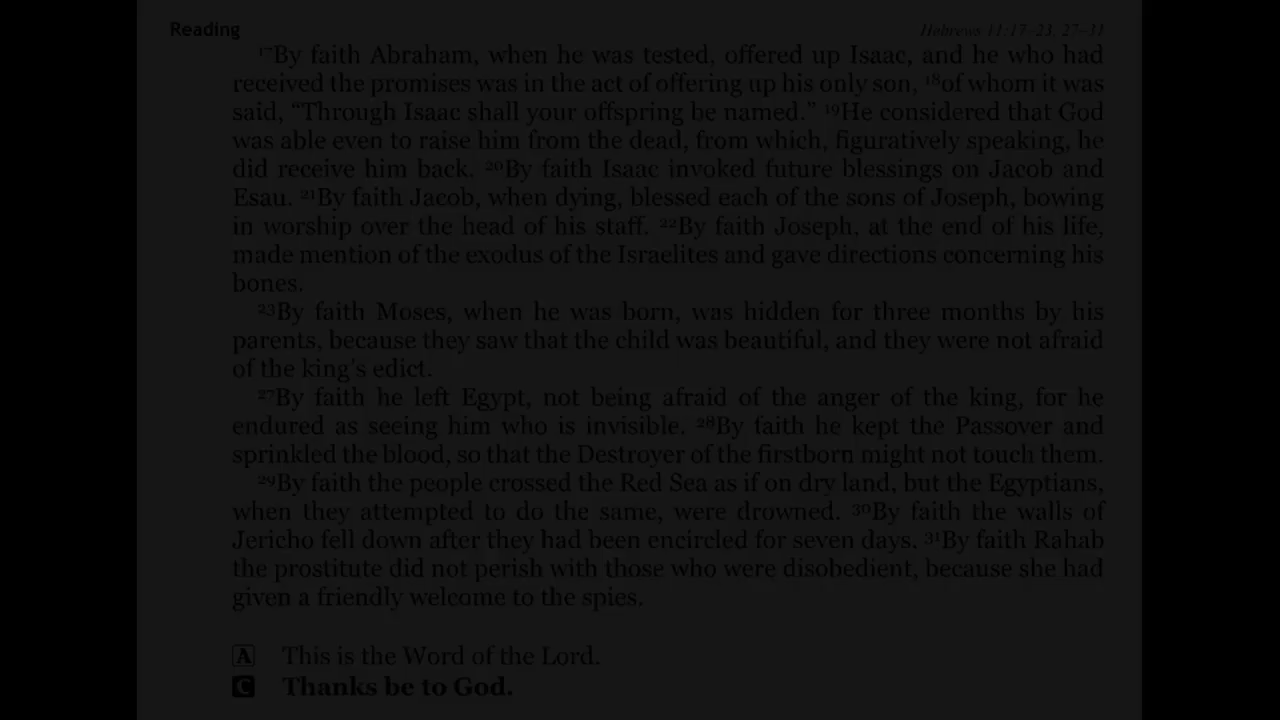 Reading Hebrews 11:17–23, 27–31
¹⁷By faith Abraham, when he was tested, offered up Isaac, and he who had
received the promises was in the act of offering up his only son, ¹⁸of whom it was
said, “Through Isaac shall your offspring be named.” ¹⁹He considered that God
was able even to raise him from the dead, from which, figuratively speaking, he
did receive him back. ²⁰By faith Isaac invoked future blessings on Jacob and
Esau. ²¹By faith Jacob, when dying, blessed each of the sons of Joseph, bowing
in worship over the head of his staff. ²²By faith Joseph, at the end of his life,
made mention of the exodus of the Israelites and gave directions concerning his
bones.
²³By faith Moses, when he was born, was hidden for three months by his
parents, because they saw that the child was beautiful, and they were not afraid
of the king’s edict.
²⁷By faith he left Egypt, not being afraid of the anger of the king, for he
endured as seeing him who is invisible. ²⁸By faith he kept the Passover and
sprinkled the blood, so that the Destroyer of the firstborn might not touch them.
²⁹By faith the people crossed the Red Sea as if on dry land, but the Egyptians,
when they attempted to do the same, were drowned. ³⁰By faith the walls of
Jericho fell down after they had been encircled for seven days. ³¹By faith Rahab
the prostitute did not perish with those who were disobedient, because she had
given a friendly welcome to the spies.
A This is the Word of the Lord.
C Thanks be to God.